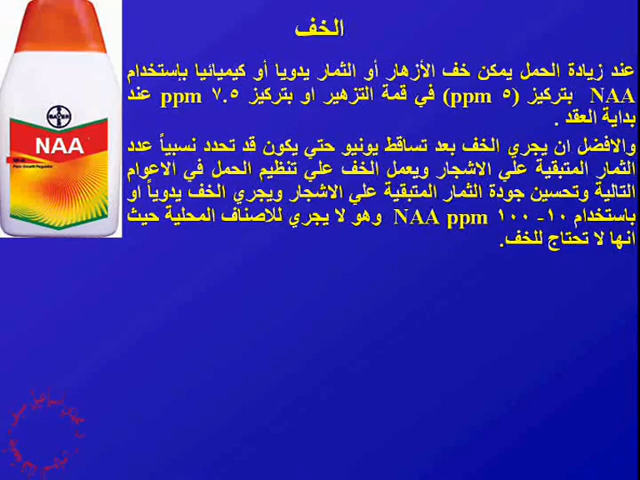 الخف
عند زيادة الحمل يمكن خف الأزهار أو الثمار يدويا أو كيميائيا بإستخدام
NAA بتركيز (٥ ppm) في قمة التزهير او بتركيز ٧.٥ ppm عند
بداية العقد .
والافضل ان يجري الخف بعد تساقط يونيو حتي يكون قد تحدد نسبياً عدد
الثمار المتبقية علي الاشجار ويعمل الخف علي تنظيم الحمل في الاعوام
التالية وتحسين جودة الثمار المتبقية علي الاشجار ويجري الخف يدوياً او
باستخدام ١٠- ١٠٠ NAA ppm وهو لا يجري للاصناف المحلية حيث
انها لا تحتاج للخف.
BAYER
NAA